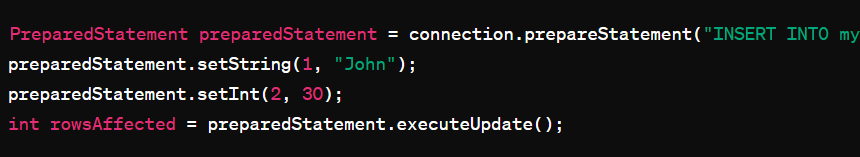 PreparedStatement preparedStatement = connection.prepareStatement("INSERT INTO my
preparedStatement.setString(1, "John");
preparedStatement.setInt(2, 30);
int rowsAffected = preparedStatement.executeUpdate();